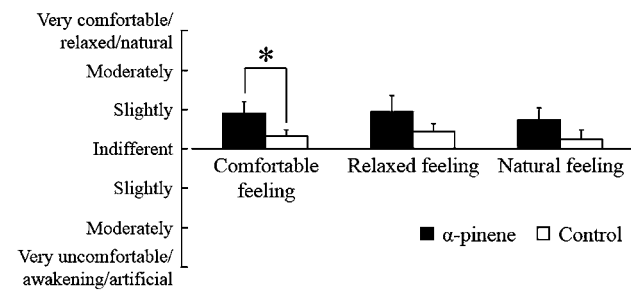 Very comfortable/
relaxed/natural
Moderately
Slightly
Indifferent
Slightly
Moderately
Very uncomfortable/
awakening/artificial
*
Comfortable
feeling
Relaxed feeling
Natural feeling
α-pinene
Control